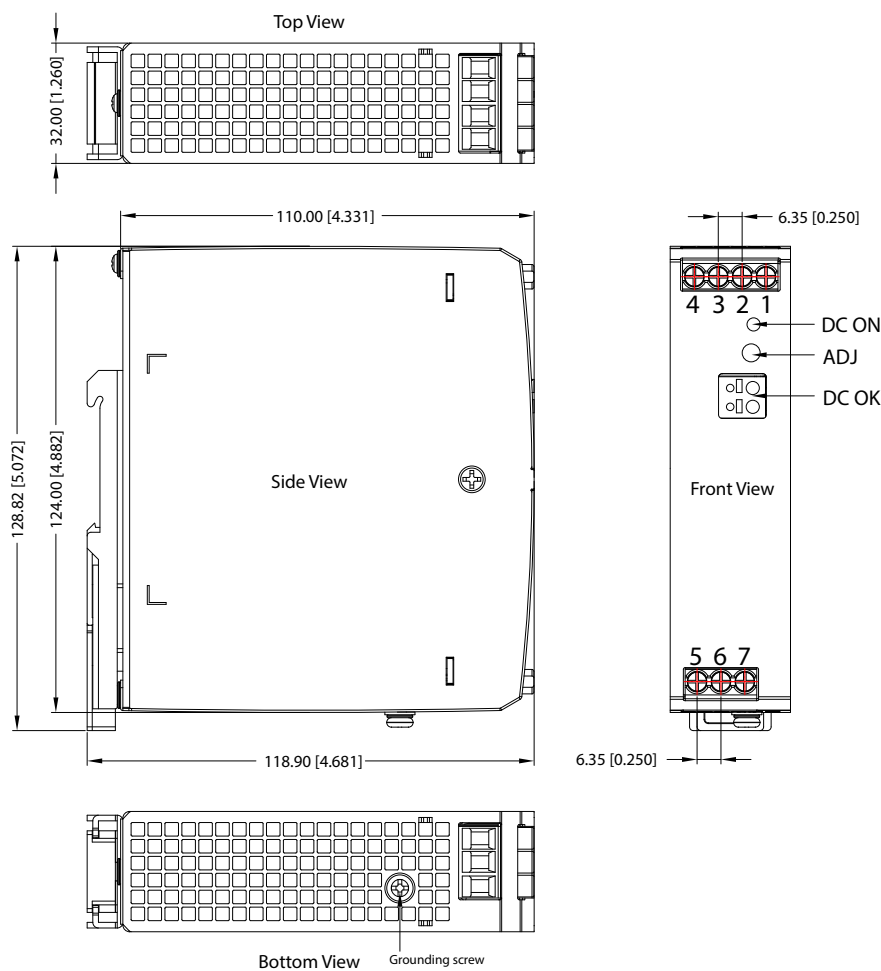 Top View
32.00 [1.260]
110.00 [4.331]
6.35 [0.250]
4 3 2 1
DC ON
ADJ
DC OK
128.82 [5.072]
124.00 [4.882]
Side View
Front View
5 6 7
118.90 [4.681]
6.35 [0.250]
Bottom View
Grounding screw